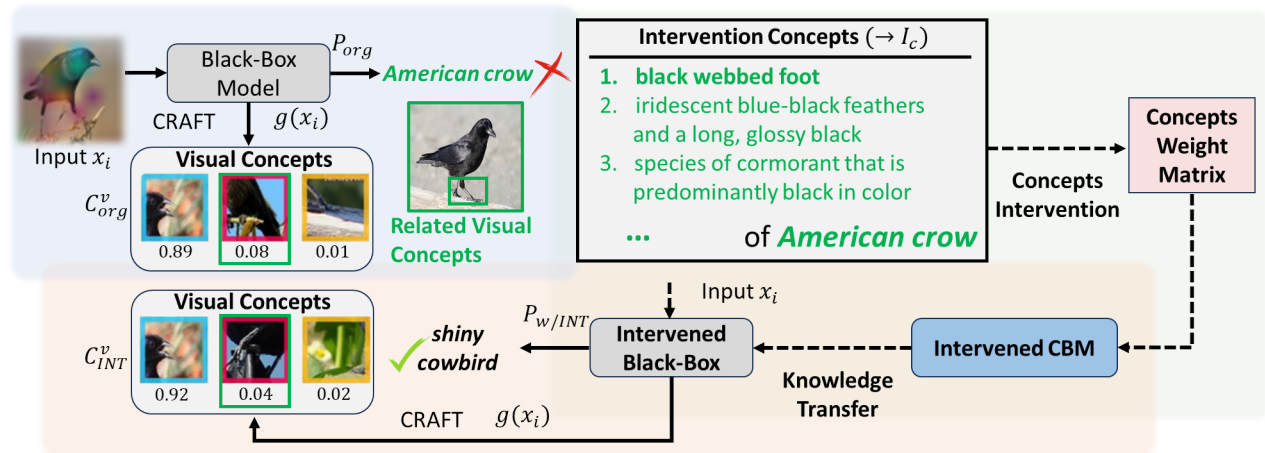 Input xᵢ
Black-Box
Model
P_org
American crow
CRAFT
g(xᵢ)
Visual Concepts
C^v_org
0.89
0.08
0.01
Related Visual
Concepts
Intervention Concepts (→ I_c)
1. black webbed foot
2. iridescent blue-black feathers
and a long, glossy black
3. species of cormorant that is
predominantly black in color
... of American crow
Concepts
Intervention
Concepts
Weight
Matrix
Intervened CBM
Knowledge
Transfer
Input xᵢ
Intervened
Black-Box
P_w/INT
shiny
cowbird
Visual Concepts
C^v_INT
0.92
0.04
0.02
CRAFT
g(xᵢ)